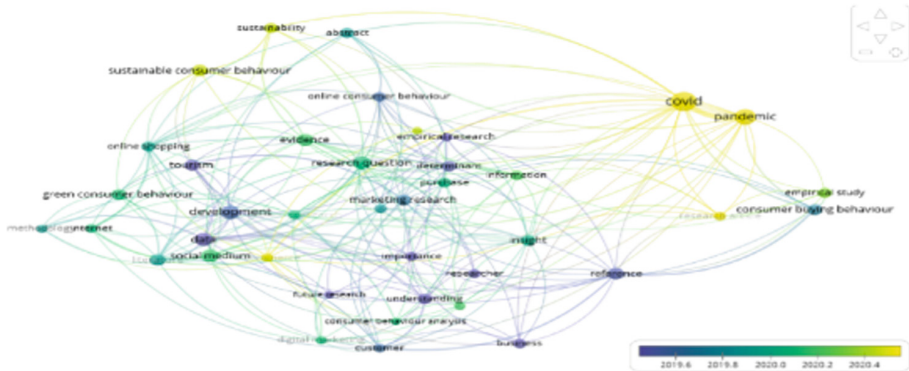 sustainability
abstract
sustainable consumer behaviour
online consumer behaviour
covid
pandemic
evidence
empirical research
online shopping
tourism
research question
determinant
information
purchase
green consumer behaviour
empirical study
marketing research
development
consumer buying behaviour
internet
data
insight
social medium
importance
researcher
reference
future research
understanding
consumer behaviour analysis
digital marketing
customer
business
2019.6
2019.8
2020.0
2020.2
2020.4